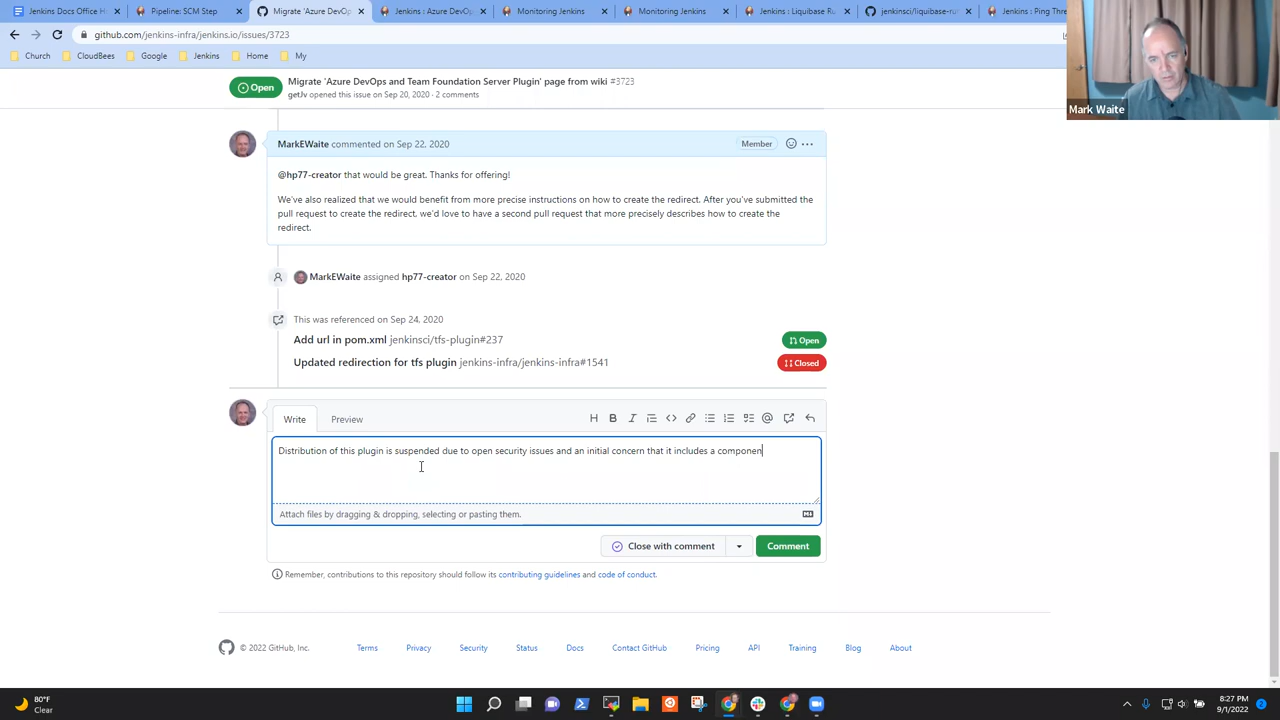 Jenkins Docs Office H
Pipeline: SCM Step
Migrate 'Azure DevOp
Jenkins : Azure DevOp
Monitoring Jenkins
Monitoring Jenkins
Jenkins : Liquibase Ru
jenkinsci/liquibase-ru
Jenkins : Ping Thre
github.com/jenkins-infra/jenkins.io/issues/3723
Church
CloudBees
Google
Jenkins
Home
My
Mark Waite
Open
Migrate 'Azure DevOps and Team Foundation Server Plugin' page from wiki #3723
getJv opened this issue on Sep 20, 2020 · 2 comments
MarkEWaite commented on Sep 22, 2020
Member
@hp77-creator that would be great. Thanks for offering!
We've also realized that we would benefit from more precise instructions on how to create the redirect. After you've submitted the
pull request to create the redirect, we'd love to have a second pull request that more precisely describes how to create the
redirect.
MarkEWaite assigned hp77-creator on Sep 22, 2020
This was referenced on Sep 24, 2020
Add url in pom.xml jenkinsci/tfs-plugin#237
Open
Updated redirection for tfs plugin jenkins-infra/jenkins-infra#1541
Closed
Write
Preview
Distribution of this plugin is suspended due to open security issues and an initial concern that it includes a componen
Attach files by dragging & dropping, selecting or pasting them.
Close with comment
Comment
Remember, contributions to this repository should follow its contributing guidelines and code of conduct.
© 2022 GitHub, Inc.
Terms
Privacy
Security
Status
Docs
Contact GitHub
Pricing
API
Training
Blog
About
80°F
Clear
8:27 PM
9/1/2022
2